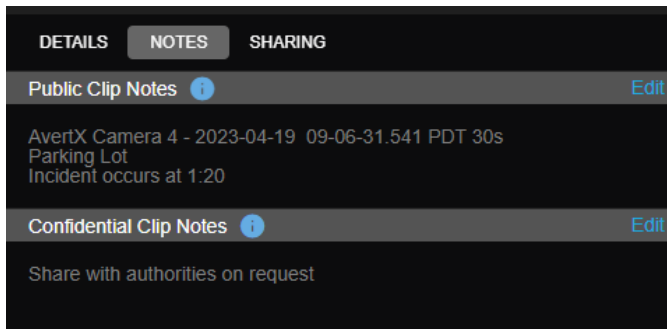 DETAILS NOTES SHARING
Public Clip Notes i Edit
AvertX Camera 4 - 2023-04-19  09-06-31.541 PDT 30s
Parking Lot
Incident occurs at 1:20
Confidential Clip Notes i Edit
Share with authorities on request